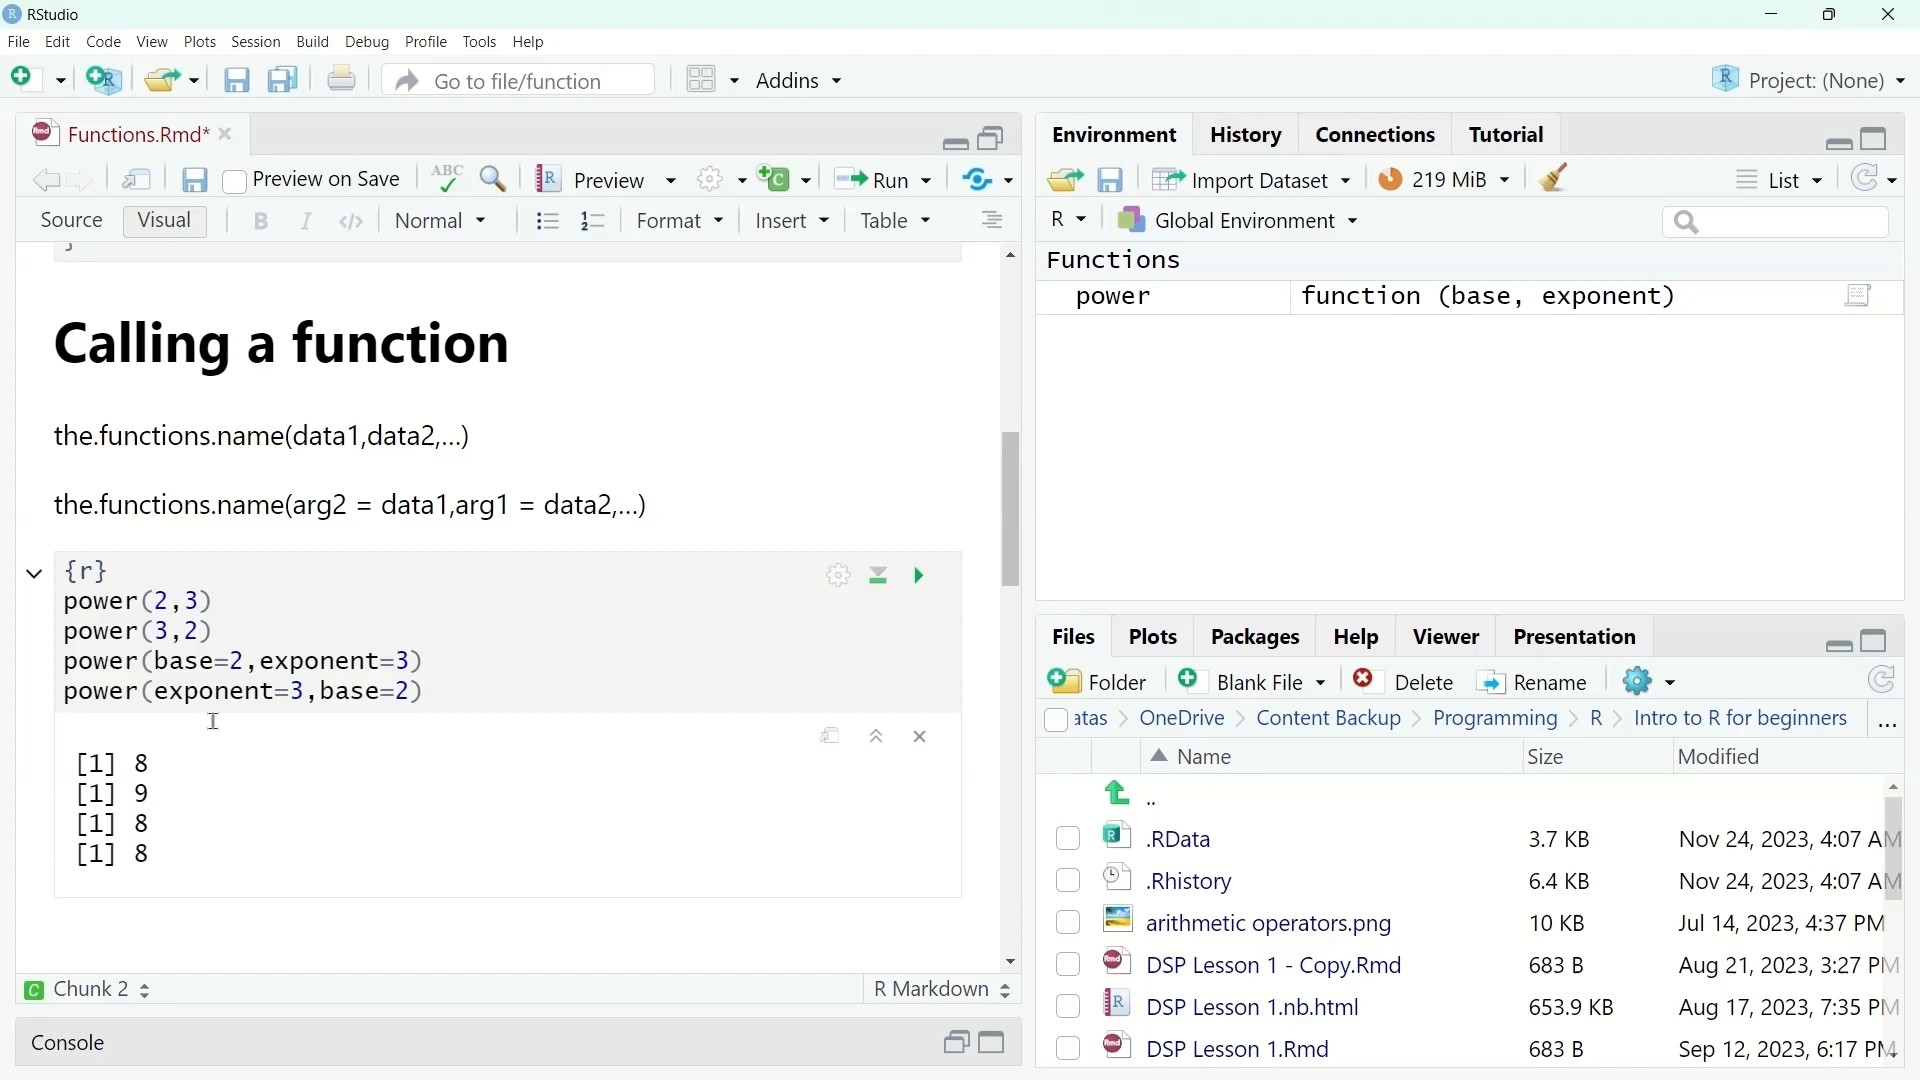 RStudio
File Edit Code View Plots Session Build Debug Profile Tools Help
Go to file/function Addins Project: (None)
Functions.Rmd*
Preview on Save ABC Preview Run
Source Visual B I </> Normal Format Insert Table
Calling a function
the.functions.name(data1,data2,...)
the.functions.name(arg2 = data1,arg1 = data2,...)
{r}
power(2,3)
power(3,2)
power(base=2,exponent=3)
power(exponent=3,base=2)
[1] 8
[1] 9
[1] 8
[1] 8
C Chunk 2 R Markdown
Console
Environment History Connections Tutorial
Import Dataset 219 MiB List
R Global Environment
Functions
power function (base, exponent)
Files Plots Packages Help Viewer Presentation
Folder Blank File Delete Rename
atas > OneDrive > Content Backup > Programming > R > Intro to R for beginners ...
Name Size Modified
..
.RData 3.7 KB Nov 24, 2023, 4:07 AM
.Rhistory 6.4 KB Nov 24, 2023, 4:07 AM
arithmetic operators.png 10 KB Jul 14, 2023, 4:37 PM
DSP Lesson 1 - Copy.Rmd 683 B Aug 21, 2023, 3:27 PM
DSP Lesson 1.nb.html 653.9 KB Aug 17, 2023, 7:35 PM
DSP Lesson 1.Rmd 683 B Sep 12, 2023, 6:17 PM